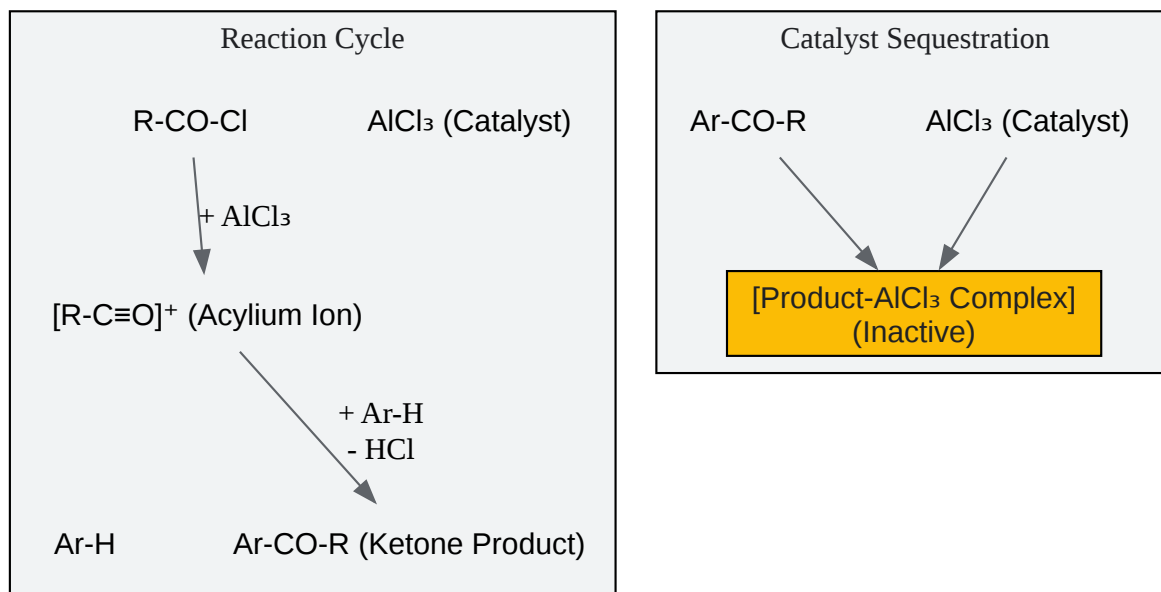 Reaction Cycle
R-CO-Cl
AlCl₃ (Catalyst)
+ AlCl₃
[R-C≡O]⁺ (Acylium Ion)
+ Ar-H
- HCl
Ar-H
Ar-CO-R (Ketone Product)
Catalyst Sequestration
Ar-CO-R
AlCl₃ (Catalyst)
[Product-AlCl₃ Complex]
(Inactive)